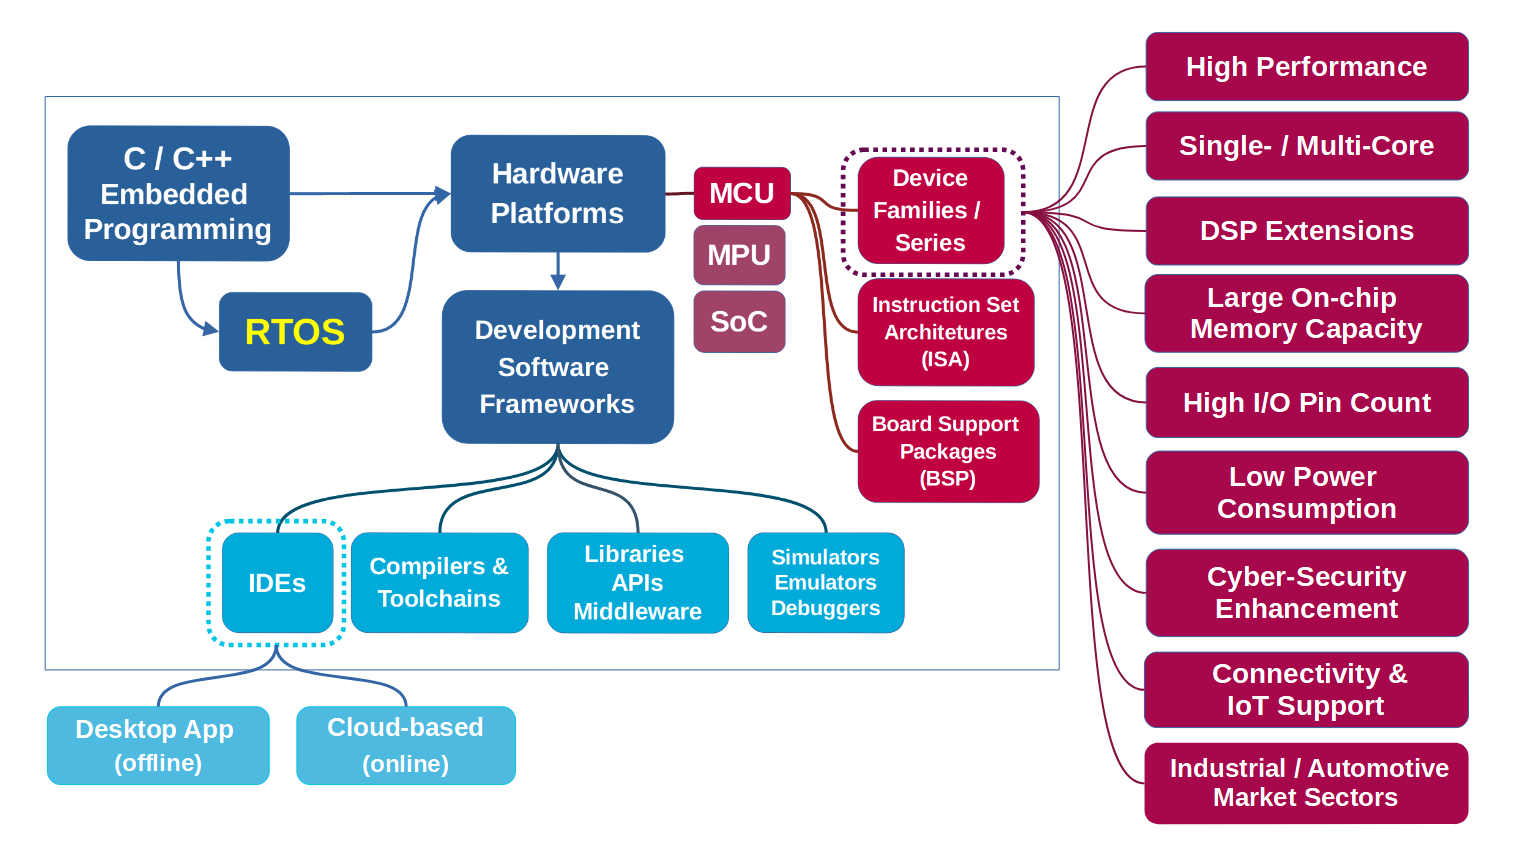 C / C++
Embedded
Programming
RTOS
Hardware
Platforms
Development
Software
Frameworks
MCU
MPU
SoC
Device
Families /
Series
Instruction Set
Architetures
(ISA)
Board Support
Packages
(BSP)
IDEs
Compilers &
Toolchains
Libraries
APIs
Middleware
Simulators
Emulators
Debuggers
Desktop App
(offline)
Cloud-based
(online)
High Performance
Single- / Multi-Core
DSP Extensions
Large On-chip
Memory Capacity
High I/O Pin Count
Low Power
Consumption
Cyber-Security
Enhancement
Connectivity &
IoT Support
Industrial / Automotive
Market Sectors